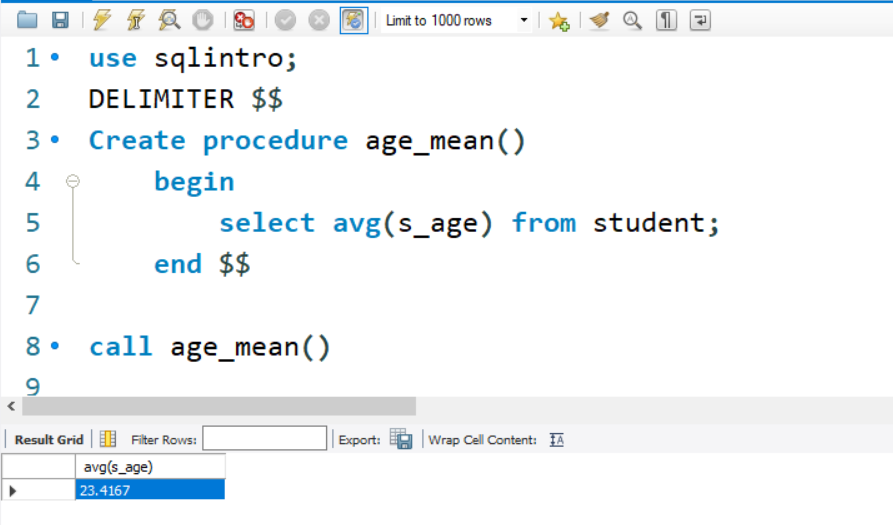 Limit to 1000 rows
1 use sqlintro;
2 DELIMITER $$
3 Create procedure age_mean()
4 begin
5 select avg(s_age) from student;
6 end $$
7
8 call age_mean()
9
Result Grid Filter Rows: Export: Wrap Cell Content: IA
avg(s_age)
23.4167